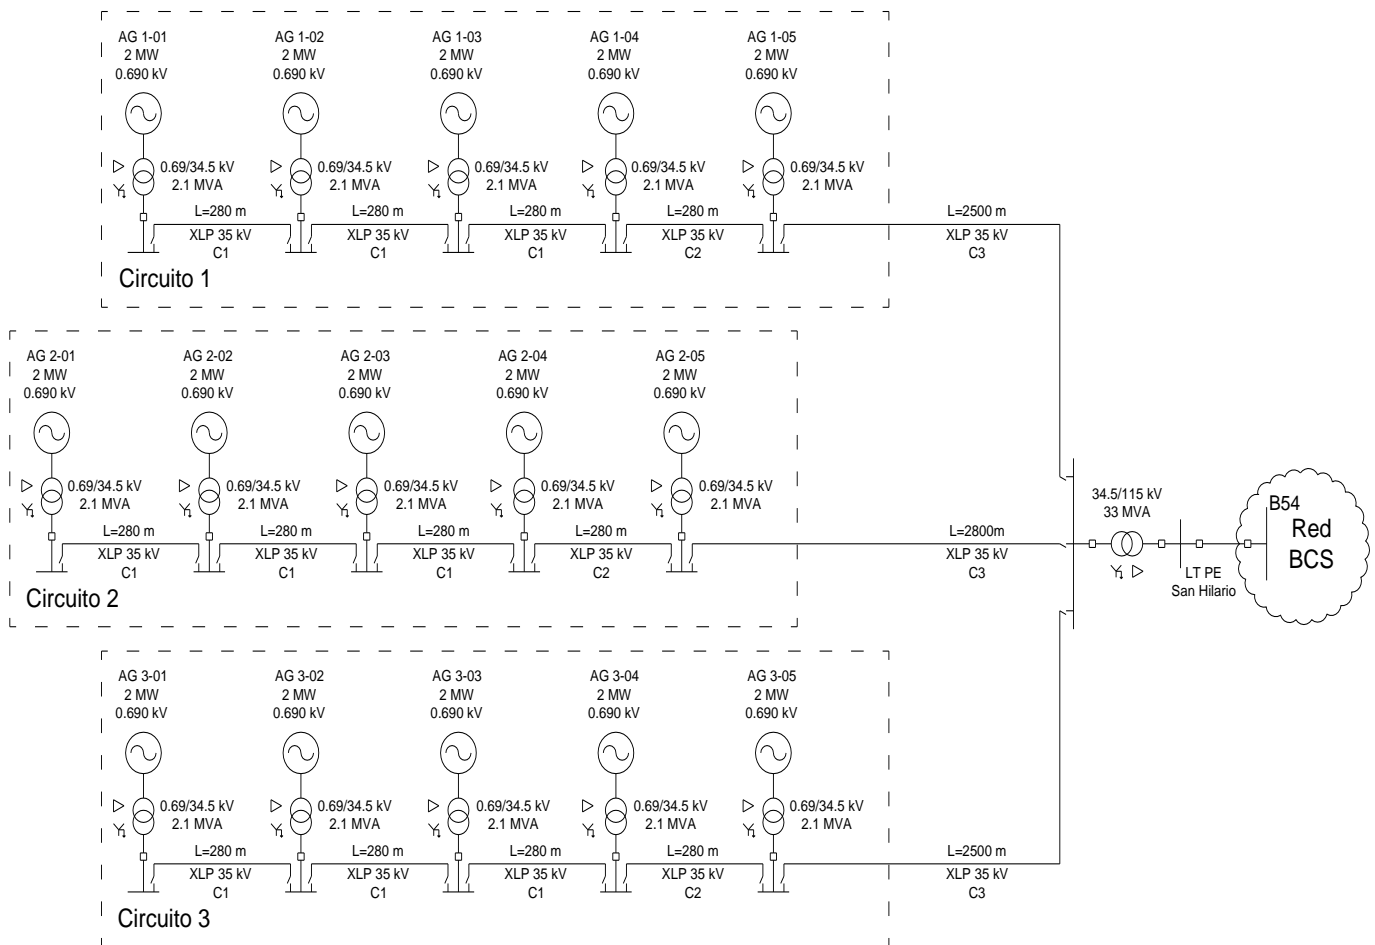 AG 1-01
2 MW
0.690 kV
AG 1-02
2 MW
0.690 kV
AG 1-03
2 MW
0.690 kV
AG 1-04
2 MW
0.690 kV
AG 1-05
2 MW
0.690 kV
0.69/34.5 kV
2.1 MVA
0.69/34.5 kV
2.1 MVA
0.69/34.5 kV
2.1 MVA
0.69/34.5 kV
2.1 MVA
0.69/34.5 kV
2.1 MVA
L=280 m
XLP 35 kV
C1
L=280 m
XLP 35 kV
C1
L=280 m
XLP 35 kV
C1
L=280 m
XLP 35 kV
C2
L=2500 m
XLP 35 kV
C3
Circuito 1
AG 2-01
2 MW
0.690 kV
AG 2-02
2 MW
0.690 kV
AG 2-03
2 MW
0.690 kV
AG 2-04
2 MW
0.690 kV
AG 2-05
2 MW
0.690 kV
0.69/34.5 kV
2.1 MVA
0.69/34.5 kV
2.1 MVA
0.69/34.5 kV
2.1 MVA
0.69/34.5 kV
2.1 MVA
0.69/34.5 kV
2.1 MVA
L=280 m
XLP 35 kV
C1
L=280 m
XLP 35 kV
C1
L=280 m
XLP 35 kV
C1
L=280 m
XLP 35 kV
C2
L=2800m
XLP 35 kV
C3
Circuito 2
34.5/115 kV
33 MVA
LT PE
San Hilario
B54
Red
BCS
AG 3-01
2 MW
0.690 kV
AG 3-02
2 MW
0.690 kV
AG 3-03
2 MW
0.690 kV
AG 3-04
2 MW
0.690 kV
AG 3-05
2 MW
0.690 kV
0.69/34.5 kV
2.1 MVA
0.69/34.5 kV
2.1 MVA
0.69/34.5 kV
2.1 MVA
0.69/34.5 kV
2.1 MVA
0.69/34.5 kV
2.1 MVA
L=280 m
XLP 35 kV
C1
L=280 m
XLP 35 kV
C1
L=280 m
XLP 35 kV
C1
L=280 m
XLP 35 kV
C2
L=2500 m
XLP 35 kV
C3
Circuito 3